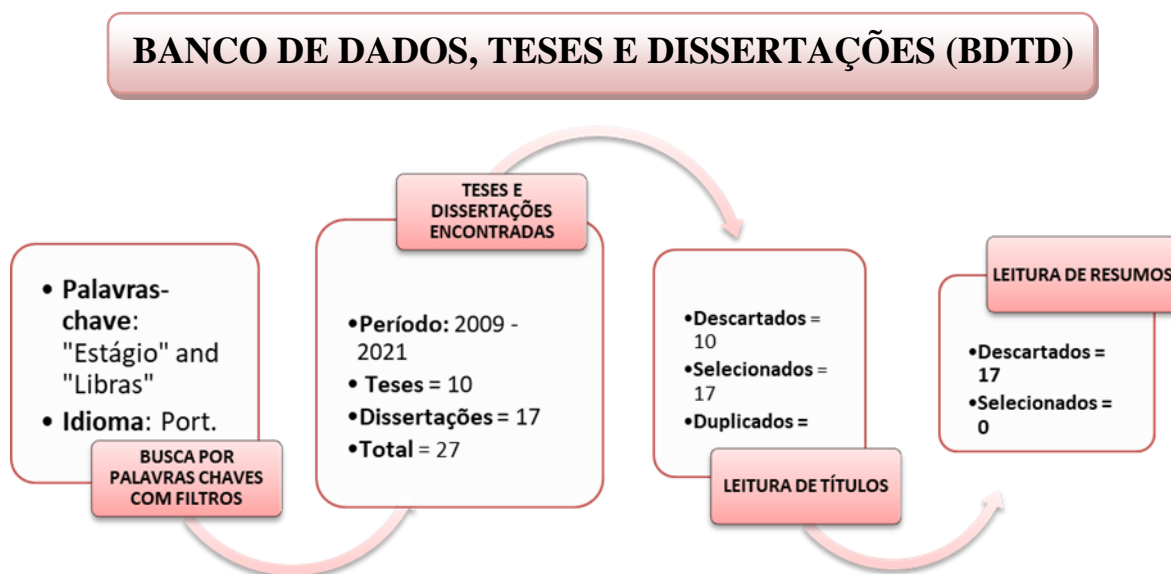 BANCO DE DADOS, TESES E DISSERTAÇÕES (BDTD)
• Palavras-
chave:
"Estágio" and
"Libras"
• Idioma: Port.
BUSCA POR
PALAVRAS CHAVES
COM FILTROS
TESES E
DISSERTAÇÕES
ENCONTRADAS
•Período: 2009 -
2021
• Teses = 10
•Dissertações = 17
•Total = 27
•Descartados =
10
•Selecionados =
17
•Duplicados =
LEITURA DE TÍTULOS
LEITURA DE RESUMOS
•Descartados =
17
•Selecionados =
0